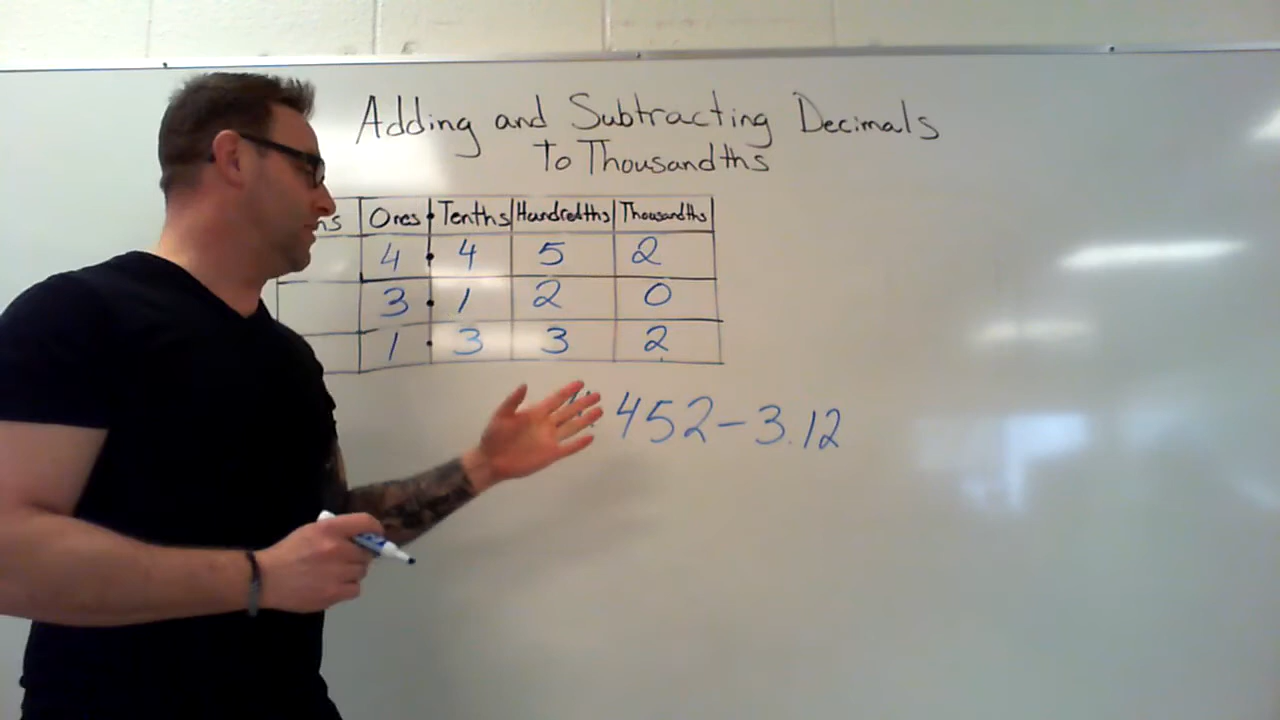 Adding and Subtracting Decimals
To Thousandths
Ones . Tenths Hundredths Thousandths
4 . 4 5 2
3 . 1 2 0
1 . 3 3 2
452 - 3.12